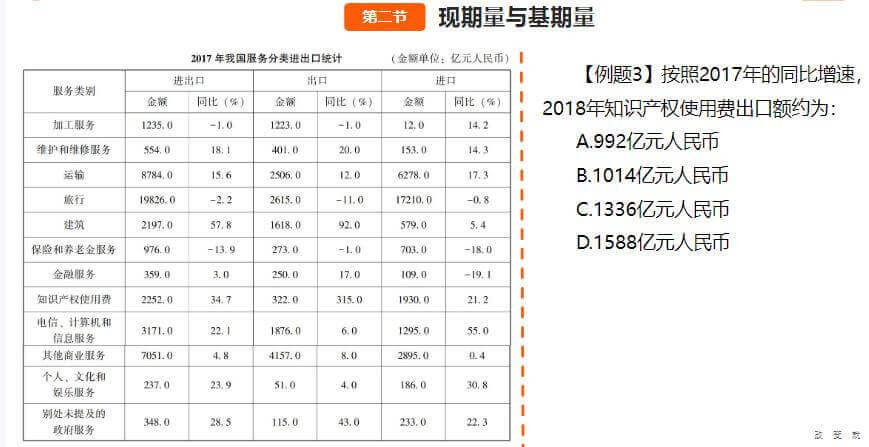 第二节 现期量与基期量
2017 年我国服务分类进出口统计 (金额单位：亿元人民币)
服务类别 进出口 出口 进口
金额 同比（%） 金额 同比（%） 金额 同比（%）
加工服务 1235.0 -1.0 1223.0 -1.0 12.0 14.2
维护和维修服务 554.0 18.1 401.0 20.0 153.0 14.3
运输 8784.0 15.6 2506.0 12.0 6278.0 17.3
旅行 19826.0 -2.2 2615.0 -11.0 17210.0 -0.8
建筑 2197.0 57.8 1618.0 92.0 579.0 5.4
保险和养老金服务 976.0 -13.9 273.0 -1.0 703.0 -18.0
金融服务 359.0 3.0 250.0 17.0 109.0 -19.1
知识产权使用费 2252.0 34.7 322.0 315.0 1930.0 21.2
电信、计算机和
信息服务 3171.0 22.1 1876.0 6.0 1295.0 55.0
其他商业服务 7051.0 4.8 4157.0 8.0 2895.0 0.4
个人、文化和
娱乐服务 237.0 23.9 51.0 4.0 186.0 30.8
别处未提及的
政府服务 348.0 28.5 115.0 43.0 233.0 22.3
【例题3】按照2017年的同比增速，
2018年知识产权使用费出口额约为：
A.992亿元人民币
B.1014亿元人民币
C.1336亿元人民币
D.1588亿元人民币